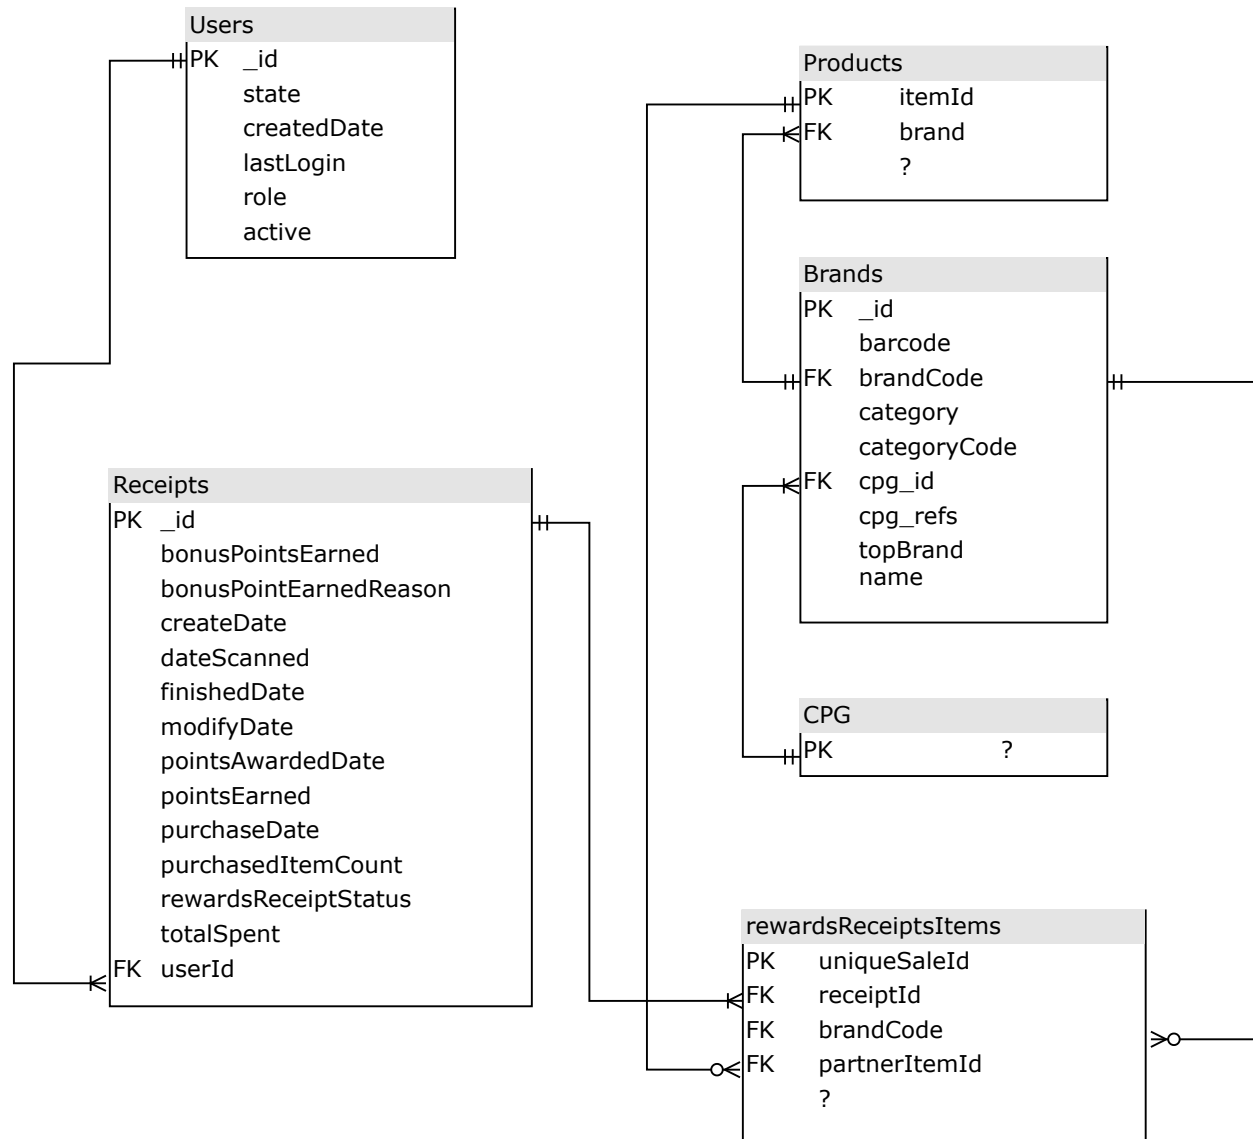 Users
PK _id
state
createdDate
lastLogin
role
active
Products
PK itemId
FK brand
?
Brands
PK _id
barcode
FK brandCode
category
categoryCode
FK cpg_id
cpg_refs
topBrand
name
Receipts
PK _id
bonusPointsEarned
bonusPointEarnedReason
createDate
dateScanned
finishedDate
modifyDate
pointsAwardedDate
pointsEarned
purchaseDate
purchasedItemCount
rewardsReceiptStatus
totalSpent
FK userId
CPG
PK ?
rewardsReceiptsItems
PK uniqueSaleId
FK receiptId
FK brandCode
FK partnerItemId
?